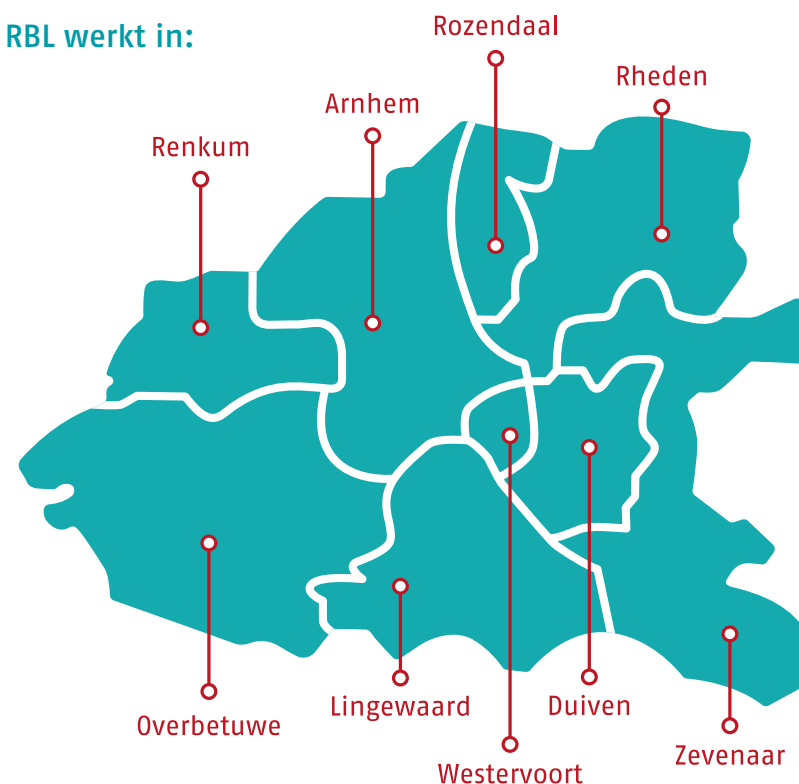 RBL werkt in:
Rozendaal
Rheden
Arnhem
Renkum
Overbetuwe
Lingewaard
Duiven
Westervoort
Zevenaar